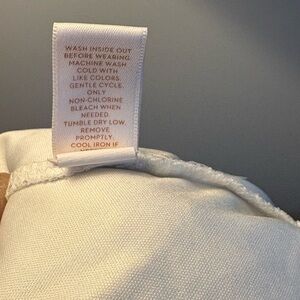 WASH INSIDE OUT
BEFORE WEARING.
MACHINE WASH
COLD WITH
LIKE COLORS.
GENTLE CYCLE.
ONLY
NON-CHLORINE
BLEACH WHEN
NEEDED.
TUMBLE DRY LOW.
REMOVE
PROMPTLY.
COOL IRON IF